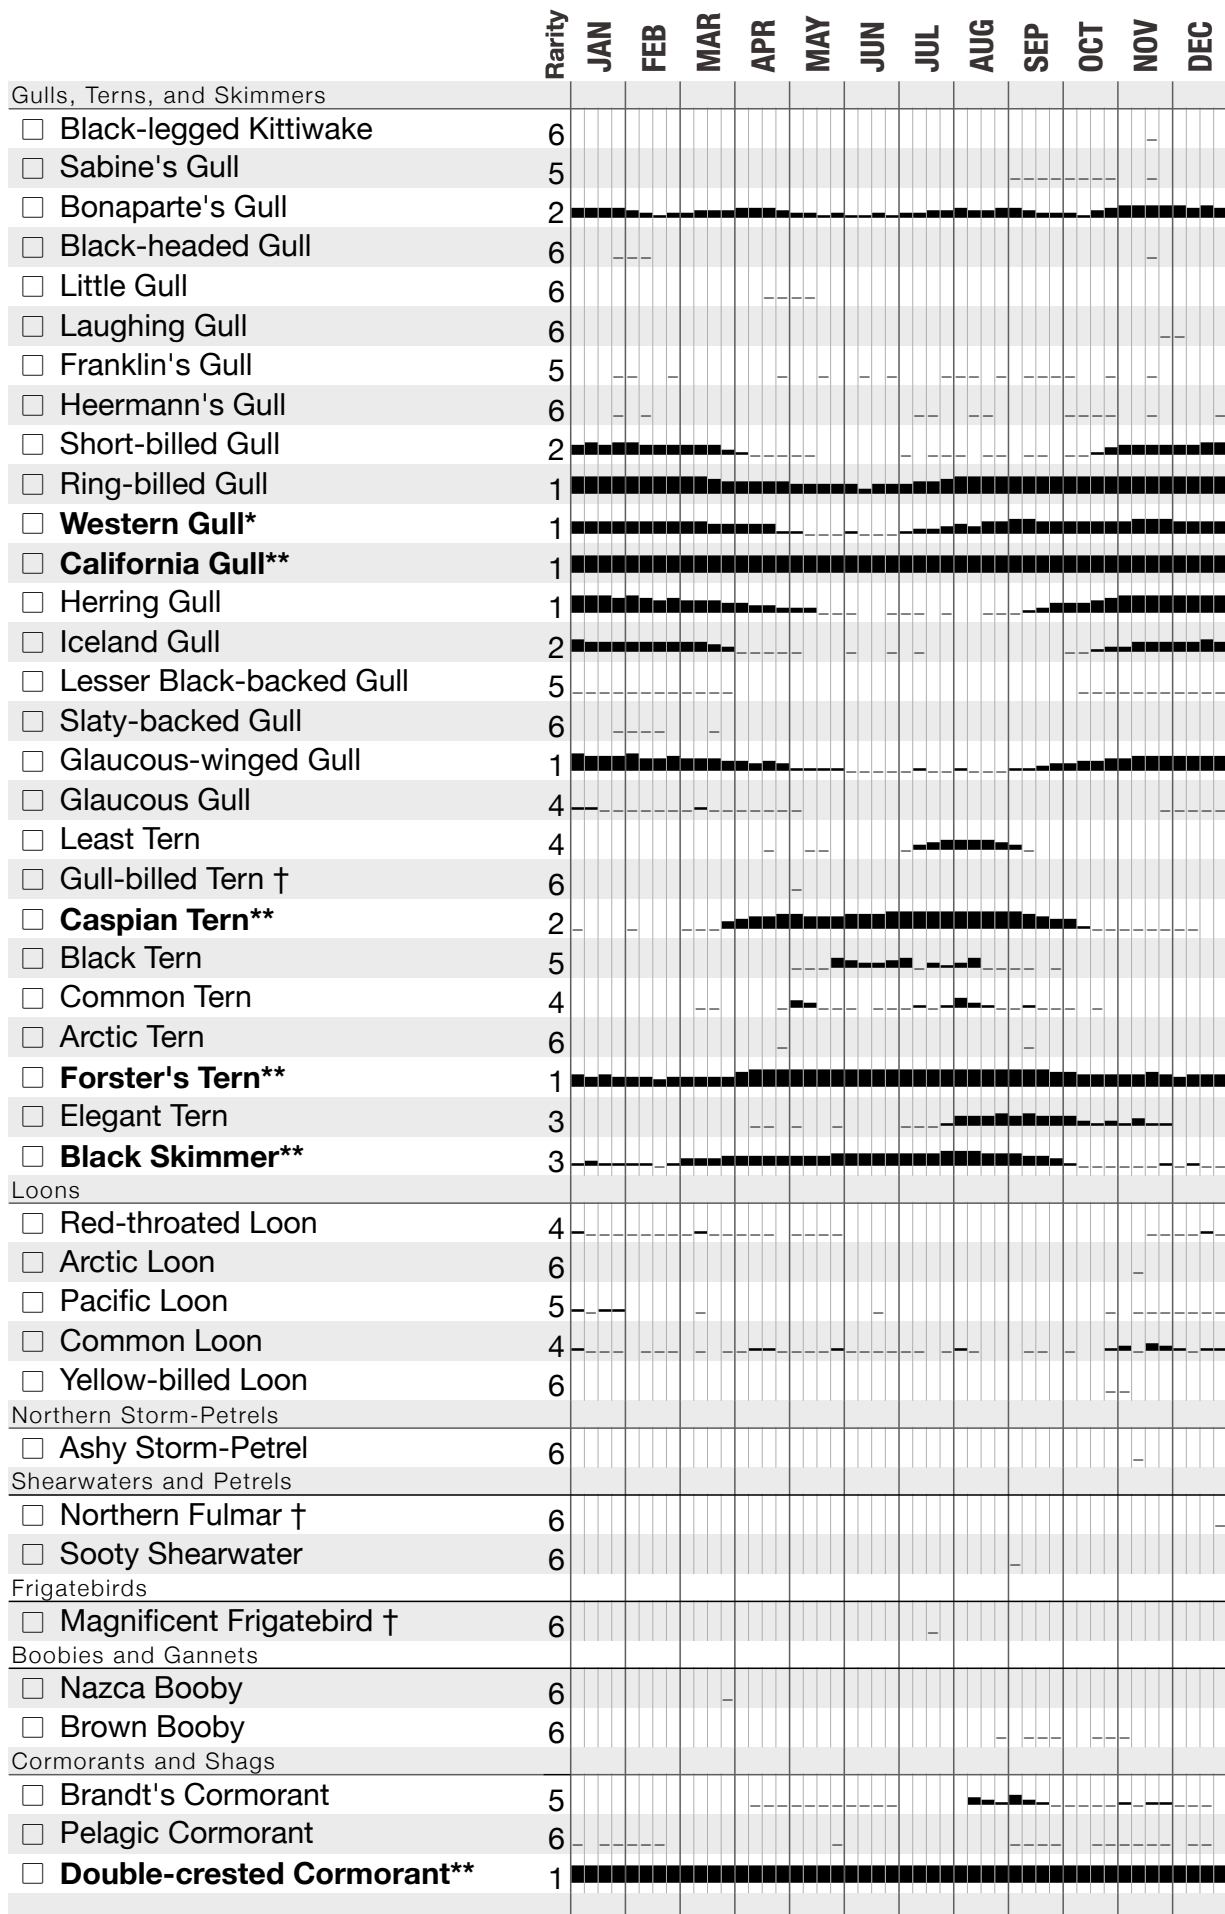 Rarity JAN FEB MAR APR MAY JUN JUL AUG SEP OCT NOV DEC
Gulls, Terns, and Skimmers
Black-legged Kittiwake 6
Sabine's Gull 5
Bonaparte's Gull 2
Black-headed Gull 6
Little Gull 6
Laughing Gull 6
Franklin's Gull 5
Heermann's Gull 6
Short-billed Gull 2
Ring-billed Gull 1
Western Gull* 1
California Gull** 1
Herring Gull 1
Iceland Gull 2
Lesser Black-backed Gull 5
Slaty-backed Gull 6
Glaucous-winged Gull 1
Glaucous Gull 4
Least Tern 4
Gull-billed Tern † 6
Caspian Tern** 2
Black Tern 5
Common Tern 4
Arctic Tern 6
Forster's Tern** 1
Elegant Tern 3
Black Skimmer** 3
Loons
Red-throated Loon 4
Arctic Loon 6
Pacific Loon 5
Common Loon 4
Yellow-billed Loon 6
Northern Storm-Petrels
Ashy Storm-Petrel 6
Shearwaters and Petrels
Northern Fulmar † 6
Sooty Shearwater 6
Frigatebirds
Magnificent Frigatebird † 6
Boobies and Gannets
Nazca Booby 6
Brown Booby 6
Cormorants and Shags
Brandt's Cormorant 5
Pelagic Cormorant 6
Double-crested Cormorant** 1